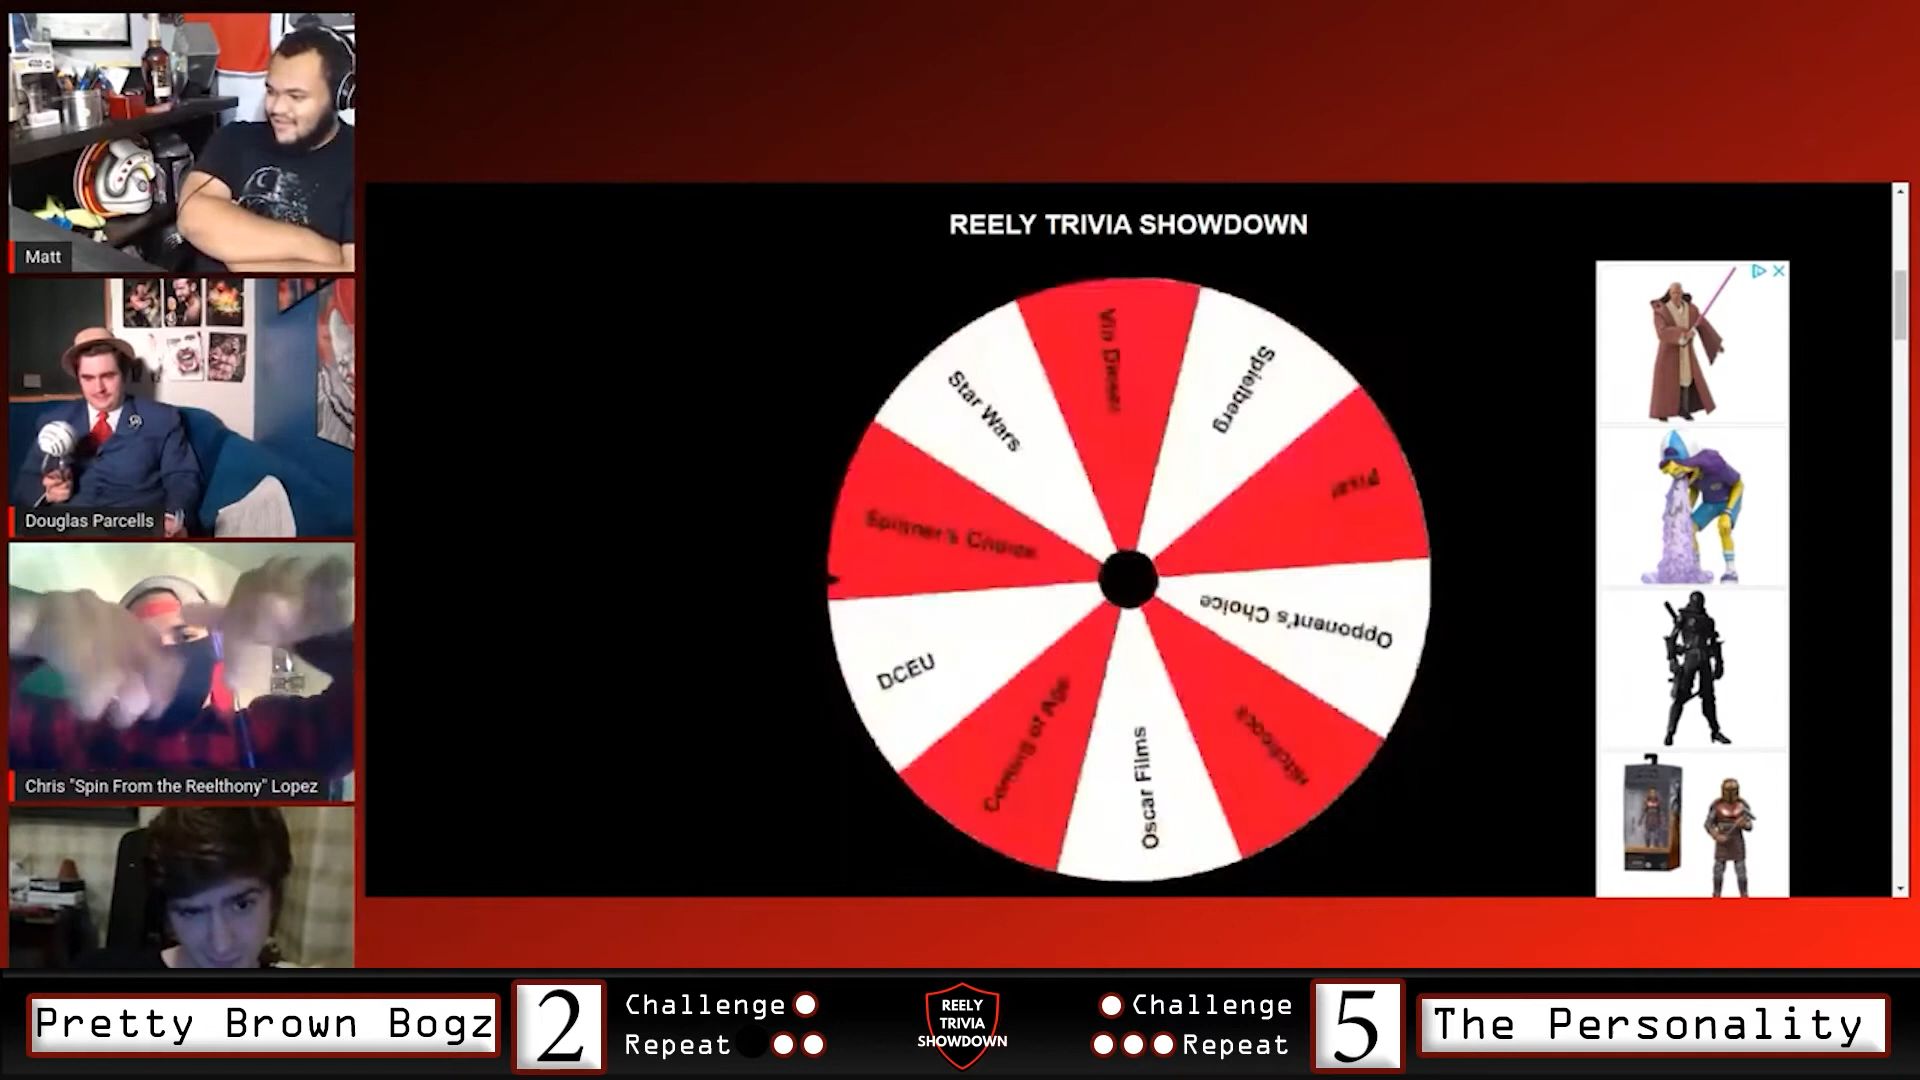 Matt
Douglas Parcells
Chris "Spin From the Reelthony" Lopez
REELY TRIVIA SHOWDOWN
Vin Diesel
Spielberg
Pixar
Opponent's Choice
Hitchcock
Oscar Films
Coming of Age
DCEU
Spinner's Choice
Star Wars
Pretty Brown Bogz
2
Challenge
Repeat
REELY
TRIVIA
SHOWDOWN
Challenge
Repeat
5
The Personality